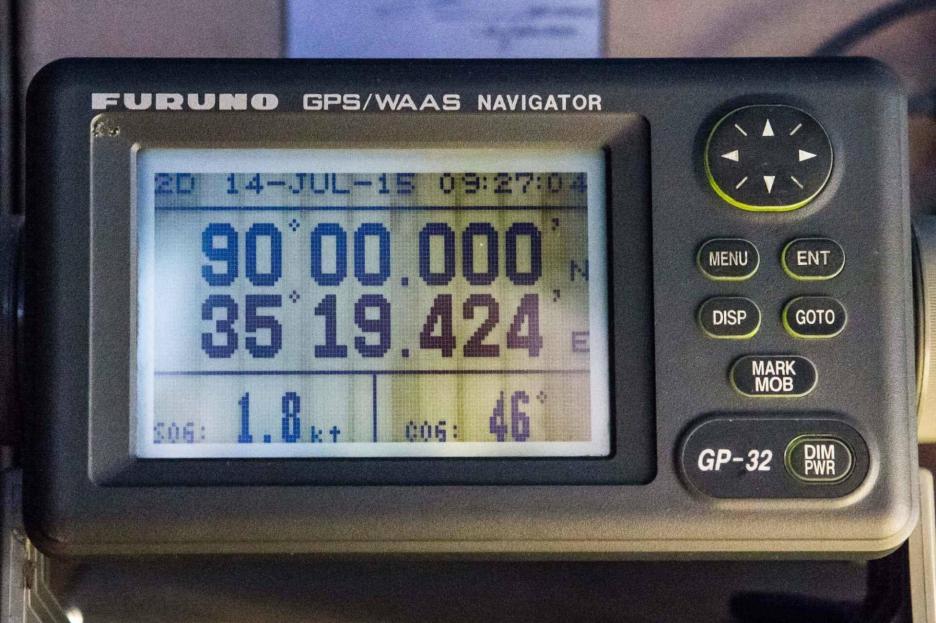 FURUNO GPS/WAAS NAVIGATOR
2D 14-JUL-15 09:27:04
90°00.000' N
35°19.424' E
SOG: 1.8kt COG: 46°
MENU ENT
DISP GOTO
MARK
MOB
GP-32 DIM
PWR